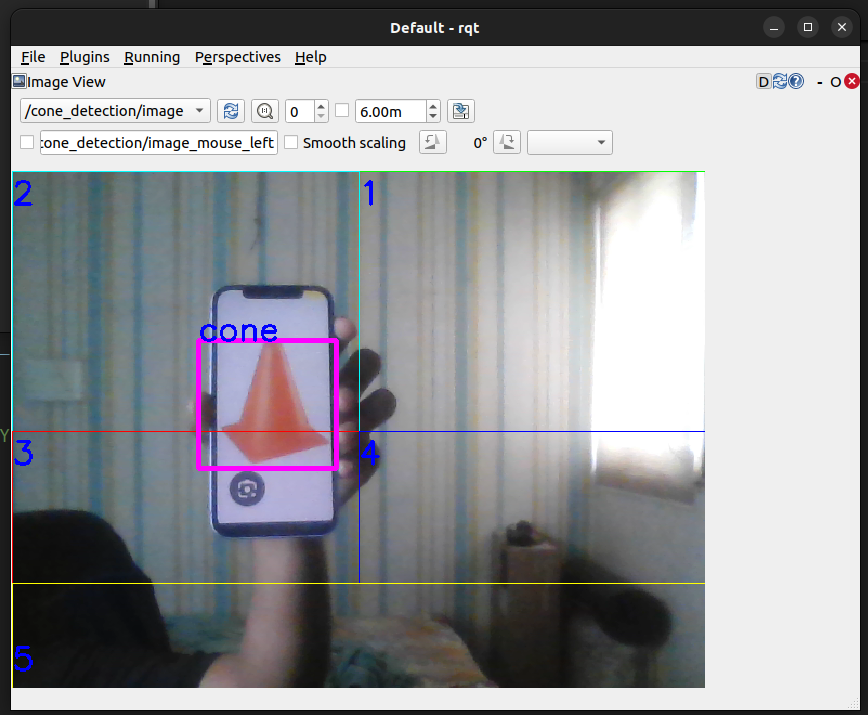 Default - rqt
File Plugins Running Perspectives Help
Image View
D
- O
/cone_detection/image
0
6.00m
cone_detection/image_mouse_left
Smooth scaling
0°
2
1
cone
3
4
5
Y